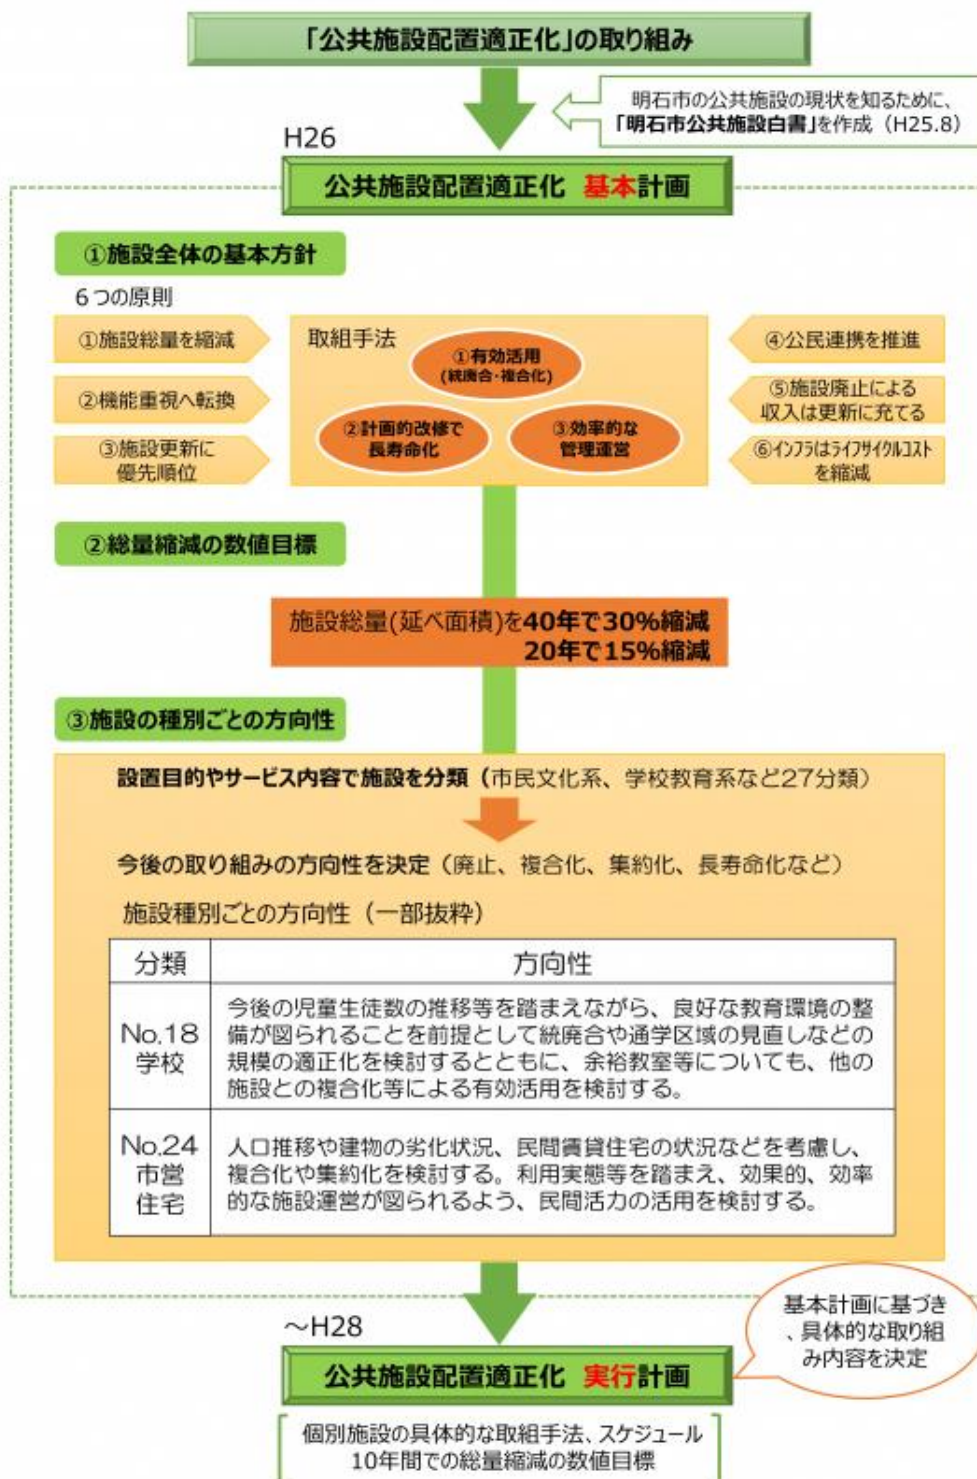 「公共施設配置適正化」の取り組み
明石市の公共施設の現状を知るために、
「明石市公共施設白書」を作成（H25.8）
H26
公共施設配置適正化 基本計画
①施設全体の基本方針
６つの原則
①施設総量を縮減
②機能重視へ転換
③施設更新に
優先順位
取組手法
①有効活用
(統廃合・複合化)
②計画的改修で
長寿命化
③効率的な
管理運営
④公民連携を推進
⑤施設廃止による
収入は更新に充てる
⑥インフラはライフサイクルコスト
を縮減
②総量縮減の数値目標
施設総量(延べ面積)を40年で30%縮減
20年で15%縮減
③施設の種別ごとの方向性
設置目的やサービス内容で施設を分類（市民文化系、学校教育系など27分類）
今後の取り組みの方向性を決定（廃止、複合化、集約化、長寿命化など）
施設種別ごとの方向性（一部抜粋）
分類
方向性
No.18
学校
今後の児童生徒数の推移等を踏まえながら、良好な教育環境の整
備が図られることを前提として統廃合や通学区域の見直しなどの
規模の適正化を検討するとともに、余裕教室等についても、他の
施設との複合化等による有効活用を検討する。
No.24
市営
住宅
人口推移や建物の劣化状況、民間賃貸住宅の状況などを考慮し、
複合化や集約化を検討する。利用実態等を踏まえ、効果的、効率
的な施設運営が図られるよう、民間活力の活用を検討する。
～H28
公共施設配置適正化 実行計画
基本計画に基づき
、具体的な取り組
み内容を決定
個別施設の具体的な取組手法、スケジュール
10年間での総量縮減の数値目標